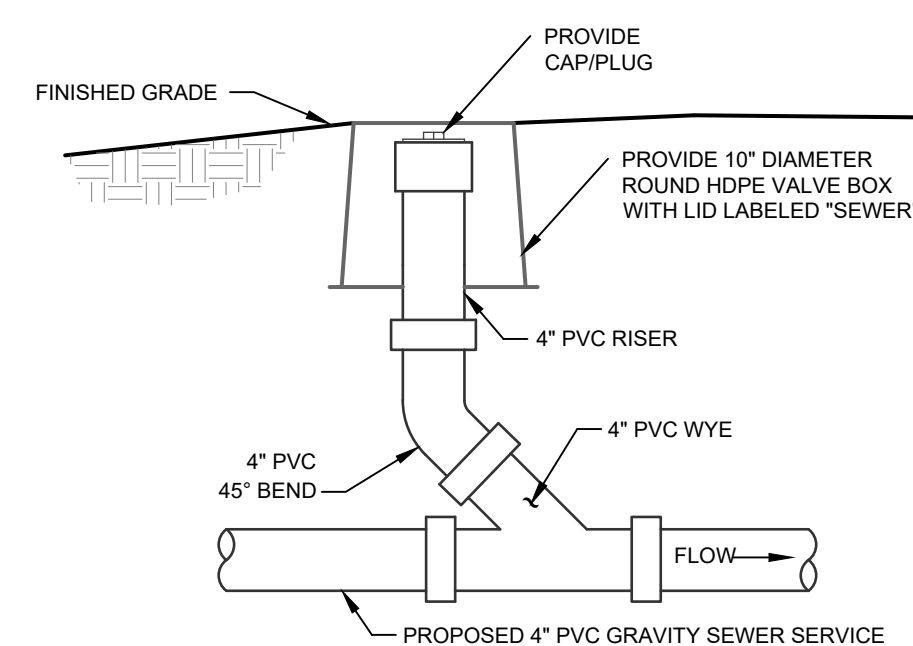 PROVIDE
CAP/PLUG
FINISHED GRADE
PROVIDE 10" DIAMETER
ROUND HDPE VALVE BOX
WITH LID LABELED "SEWER"
4" PVC RISER
4" PVC WYE
4" PVC
45° BEND
FLOW
PROPOSED 4" PVC GRAVITY SEWER SERVICE